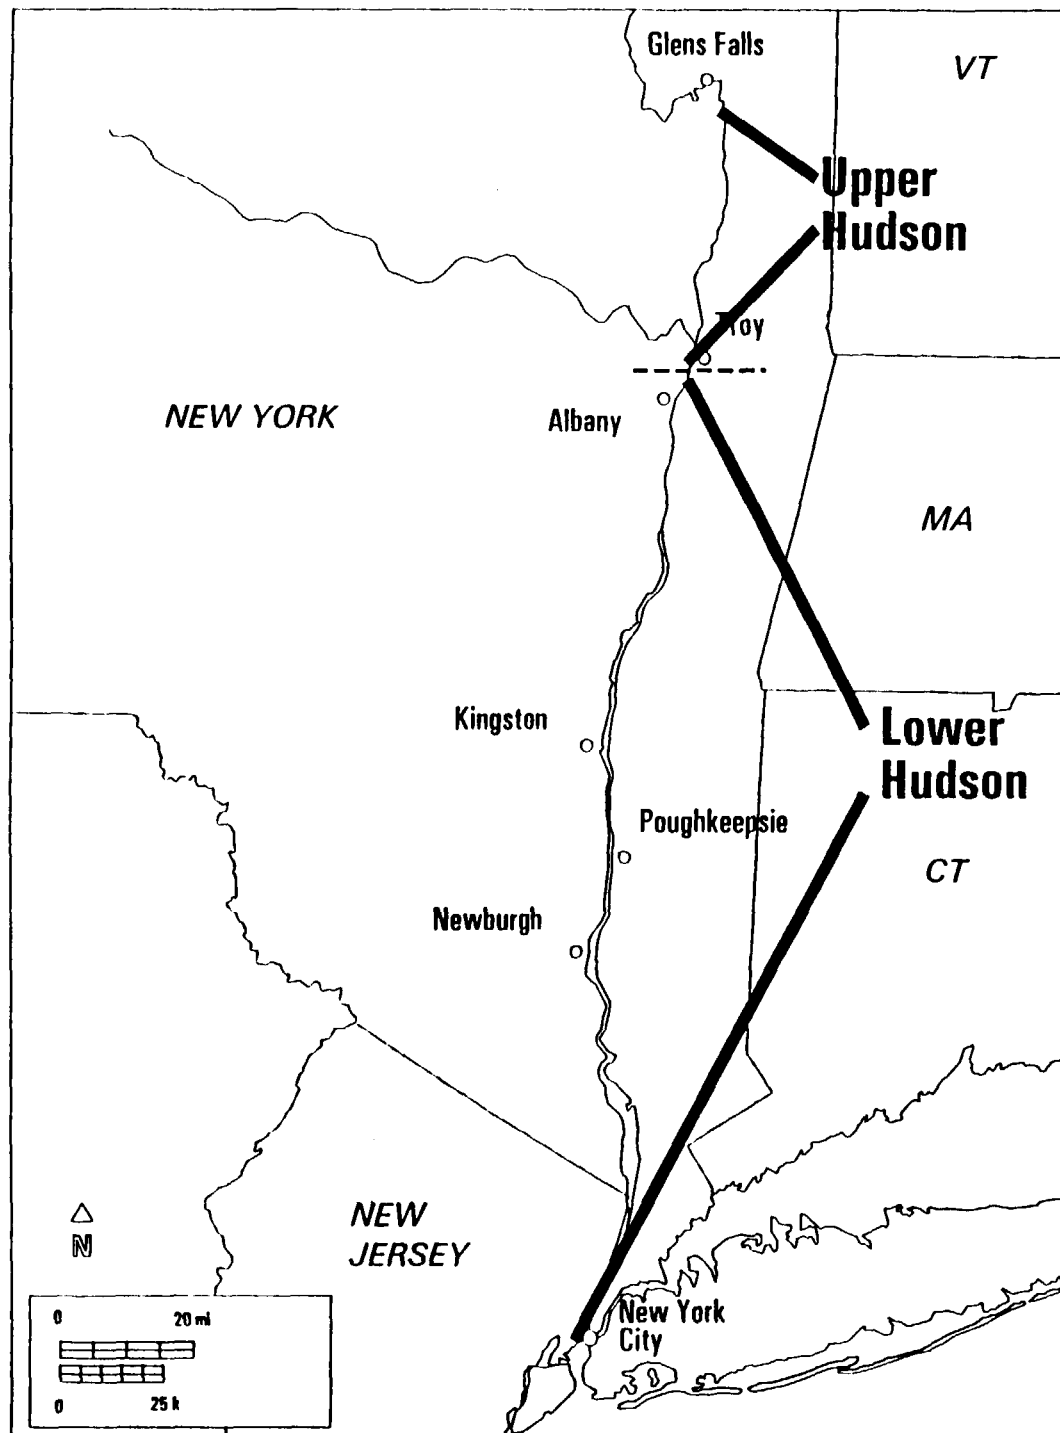 Glens Falls
VT
Upper
Hudson
Troy
NEW YORK
Albany
MA
Kingston
Lower
Hudson
Poughkeepsie
CT
Newburgh
N
NEW
JERSEY
0 20 mi
0 25 k
New York
City